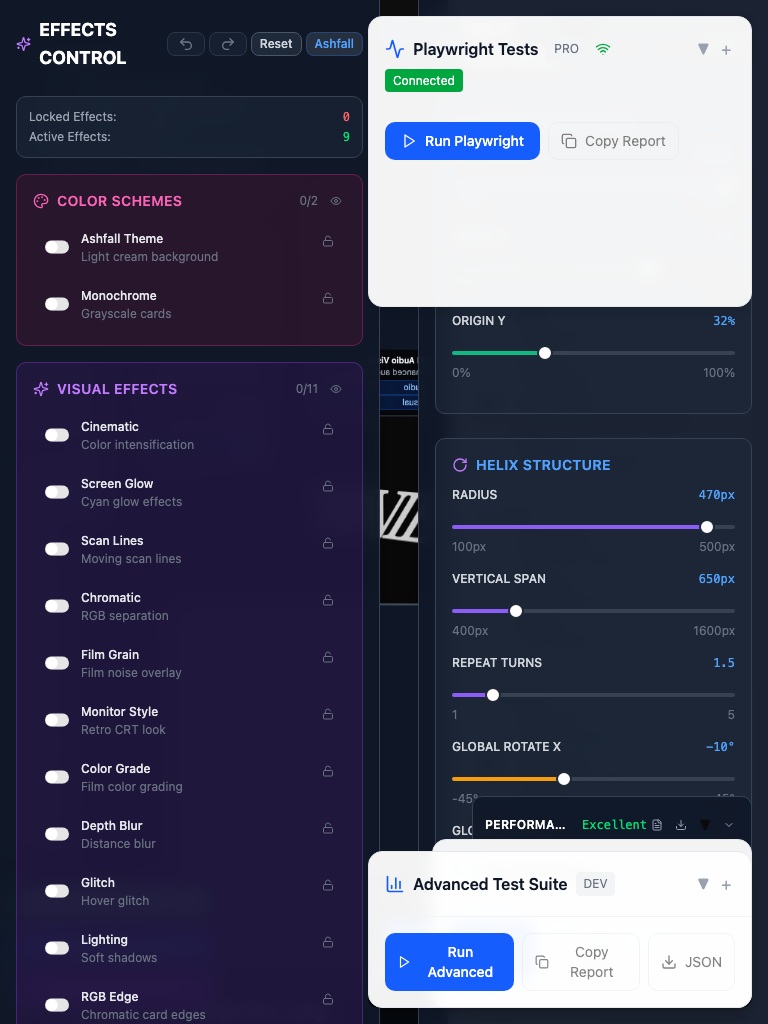 EFFECTS
CONTROL
Reset
Ashfall
Locked Effects:
0
Active Effects:
9
COLOR SCHEMES
0/2
Ashfall Theme
Light cream background
Monochrome
Grayscale cards
VISUAL EFFECTS
0/11
Cinematic
Color intensification
Screen Glow
Cyan glow effects
Scan Lines
Moving scan lines
Chromatic
RGB separation
Film Grain
Film noise overlay
Monitor Style
Retro CRT look
Color Grade
Film color grading
Depth Blur
Distance blur
Glitch
Hover glitch
Lighting
Soft shadows
RGB Edge
Chromatic card edges
Playwright Tests
PRO
Connected
Run Playwright
Copy Report
ORIGIN Y
32%
0%
100%
HELIX STRUCTURE
RADIUS
470px
100px
500px
VERTICAL SPAN
650px
400px
1600px
REPEAT TURNS
1.5
1
5
GLOBAL ROTATE X
-10°
-45°
PERFORMA...
Excellent
Advanced Test Suite
DEV
Run
Advanced
Copy
Report
JSON